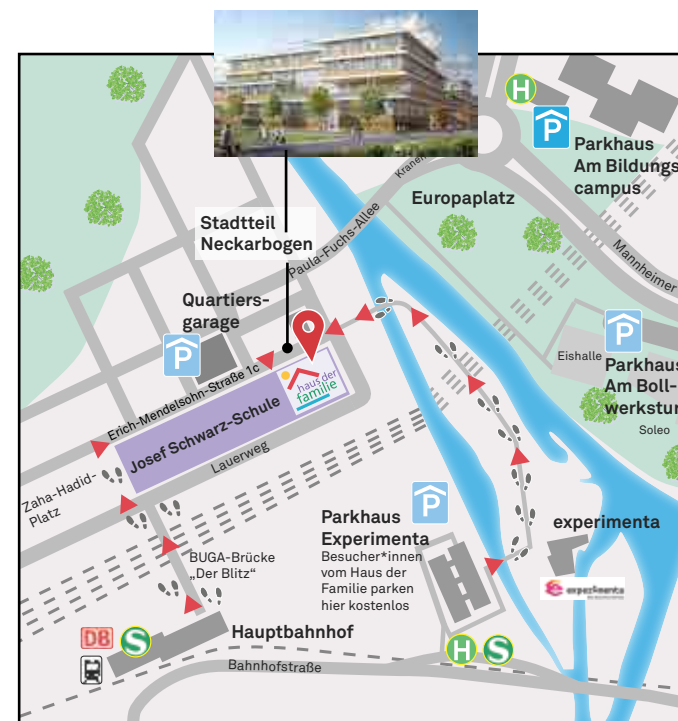 H
P
Parkhaus
Am Bildungs
campus
Europaplatz
Mannheimer
Stadtteil
Neckarbogen
Paula-Fuchs-Allee
Quartiers-
garage
P
Erich-Mendelsohn-Straße 1c
haus der
familie
Josef Schwarz-Schule
Lauerweg
Zaha-Hadid-
Platz
P
Eishalle
Parkhaus
Am Boll-
werkstur
Soleo
P
Parkhaus
Experimenta
Besucher*innen
vom Haus der
Familie parken
hier kostenlos
experimenta
experimenta
BUGA-Brücke
„Der Blitz“
DB
S
Hauptbahnhof
Bahnhofstraße
H
S